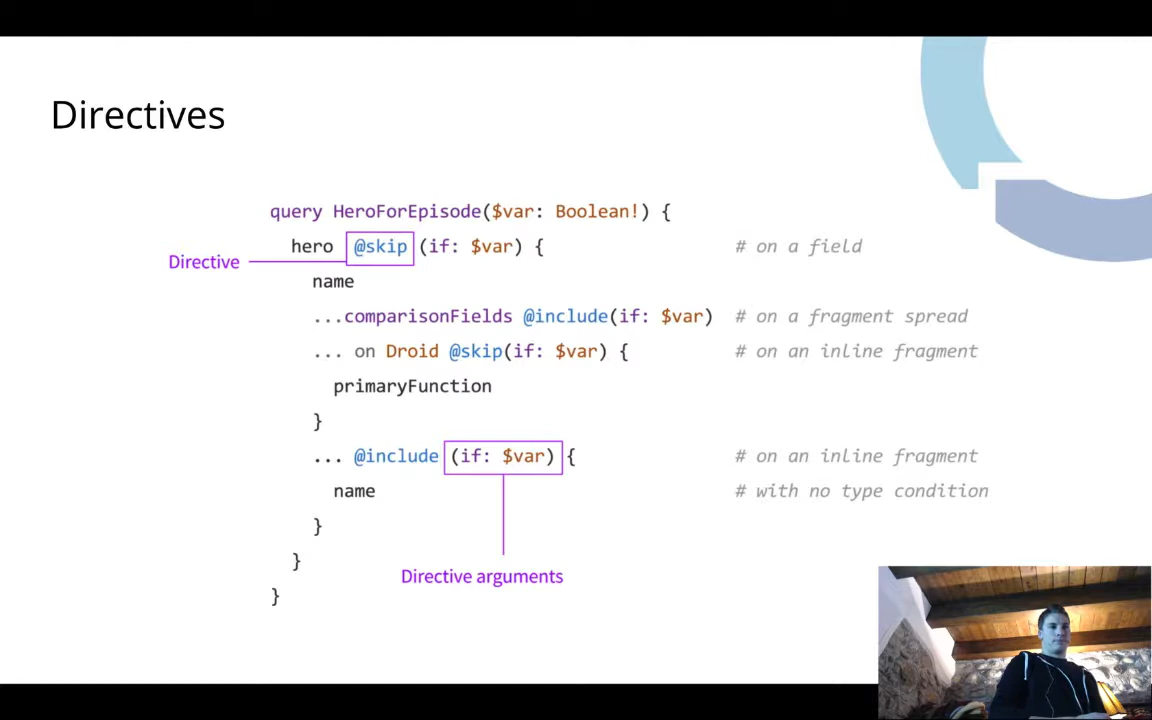 Directives
query HeroForEpisode($var: Boolean!) {
hero @skip (if: $var) { # on a field
Directive
name
...comparisonFields @include(if: $var) # on a fragment spread
... on Droid @skip(if: $var) { # on an inline fragment
primaryFunction
}
... @include (if: $var) { # on an inline fragment
name # with no type condition
}
}
Directive arguments
}